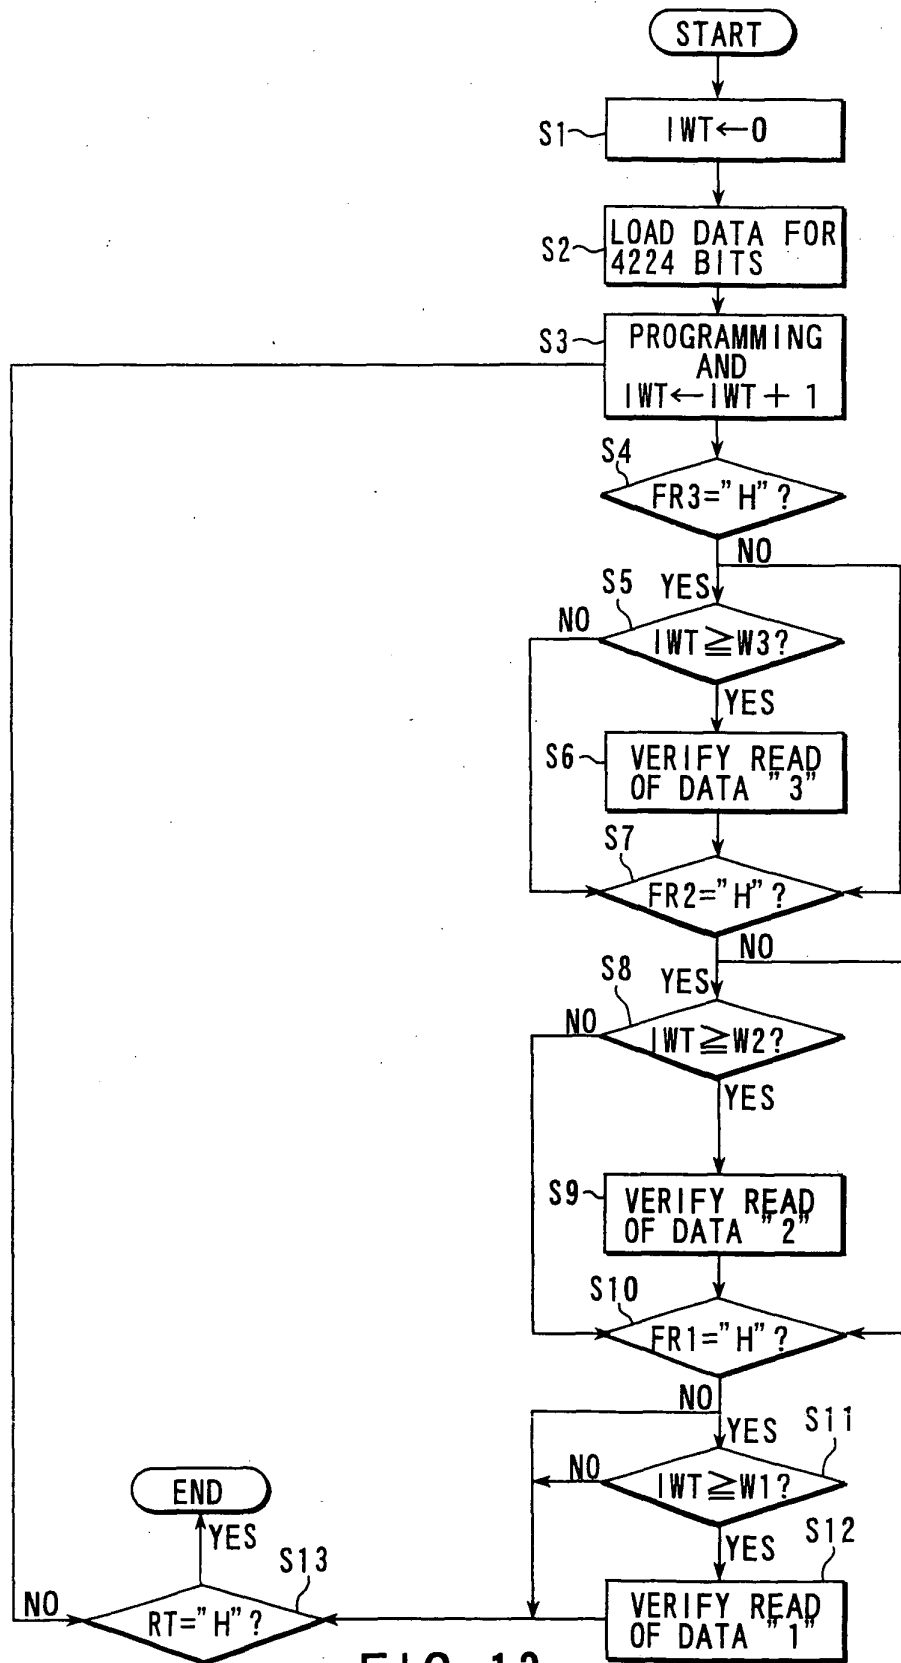 START
S1
IWT←0
S2
LOAD DATA FOR
4224 BITS
S3
PROGRAMMING
AND
IWT←IWT + 1
S4
FR3="H"?
NO
YES
S5
NO
IWT≧W3?
YES
S6
VERIFY READ
OF DATA "3"
S7
FR2="H"?
NO
YES
S8
NO
IWT≧W2?
YES
S9
VERIFY READ
OF DATA "2"
S10
FR1="H"?
NO
YES
S11
NO
IWT≧W1?
YES
S12
VERIFY READ
OF DATA "1"
END
YES
S13
NO
RT="H"?